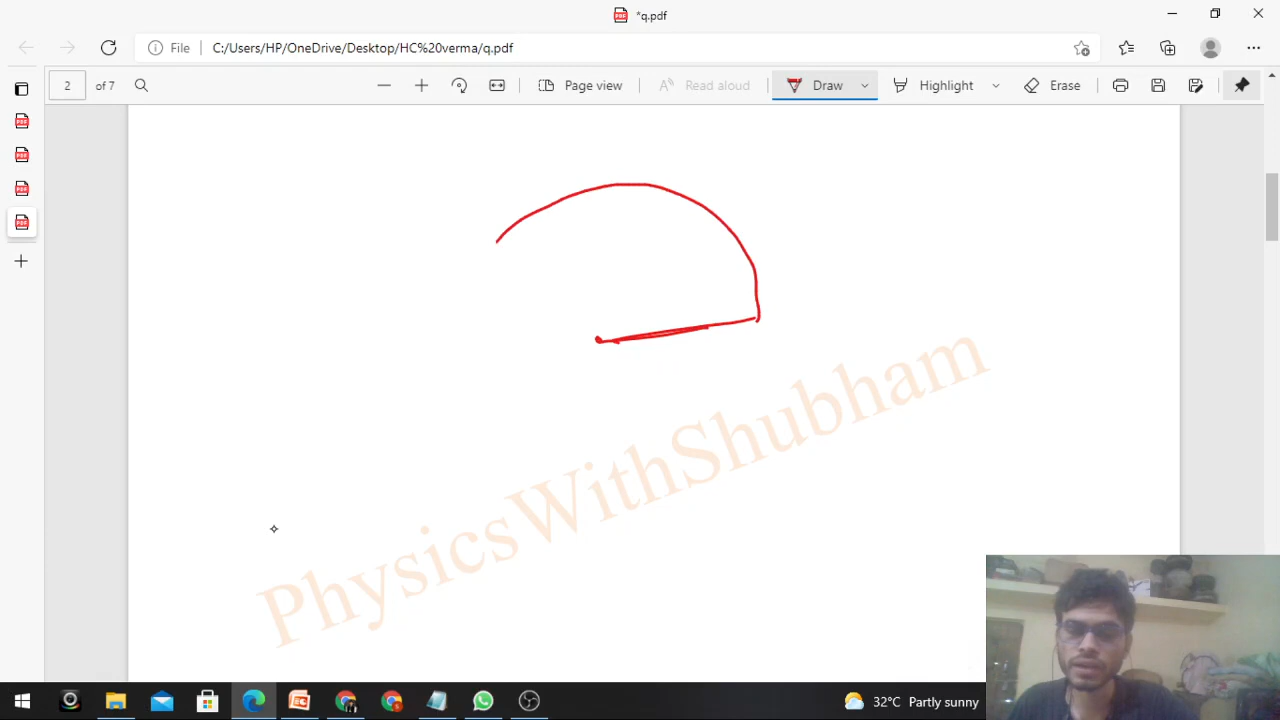 *q.pdf
File C:/Users/HP/OneDrive/Desktop/HC%20verma/q.pdf
2 of 7 Page view Read aloud Draw Highlight Erase
PhysicsWithShubham
32°C Partly sunny